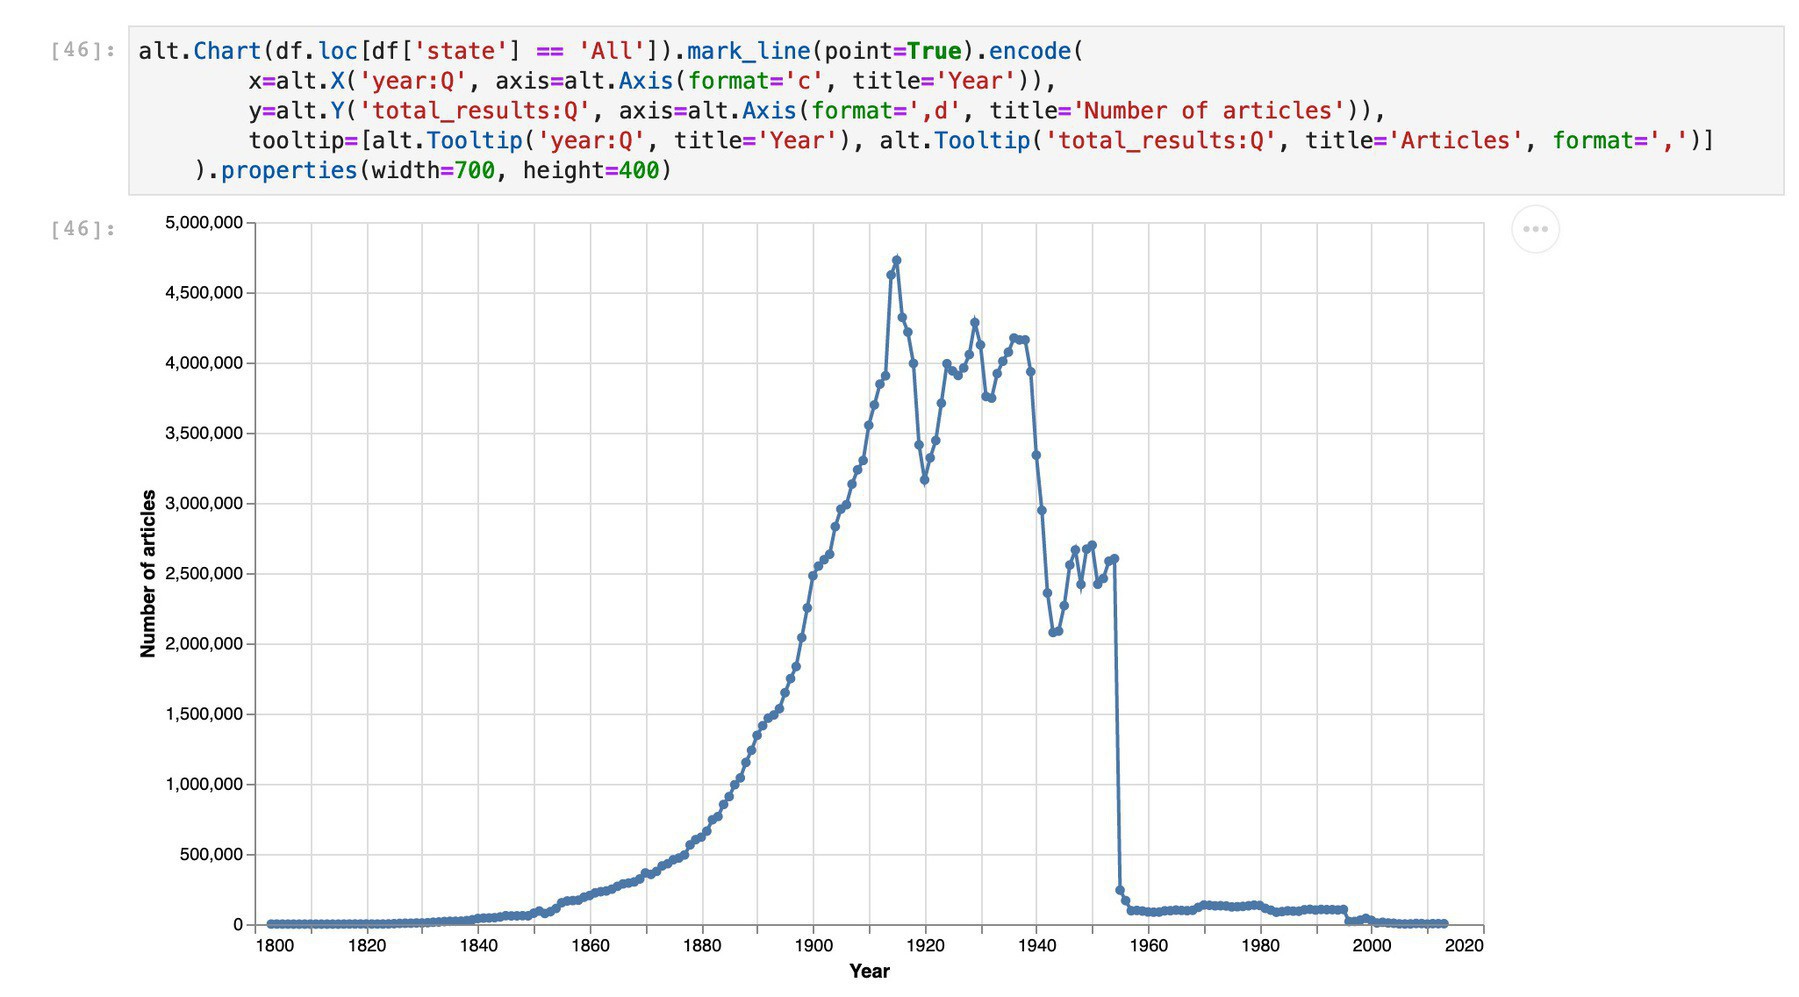 [46]: alt.Chart(df.loc[df['state'] == 'All']).mark_line(point=True).encode(
        x=alt.X('year:Q', axis=alt.Axis(format='c', title='Year')),
        y=alt.Y('total_results:Q', axis=alt.Axis(format=',d', title='Number of articles')),
        tooltip=[alt.Tooltip('year:Q', title='Year'), alt.Tooltip('total_results:Q', title='Articles', format=',')]
    ).properties(width=700, height=400)
[46]:
5,000,000
4,500,000
4,000,000
3,500,000
3,000,000
2,500,000
2,000,000
1,500,000
1,000,000
500,000
0
Number of articles
1800 1820 1840 1860 1880 1900 1920 1940 1960 1980 2000 2020
Year